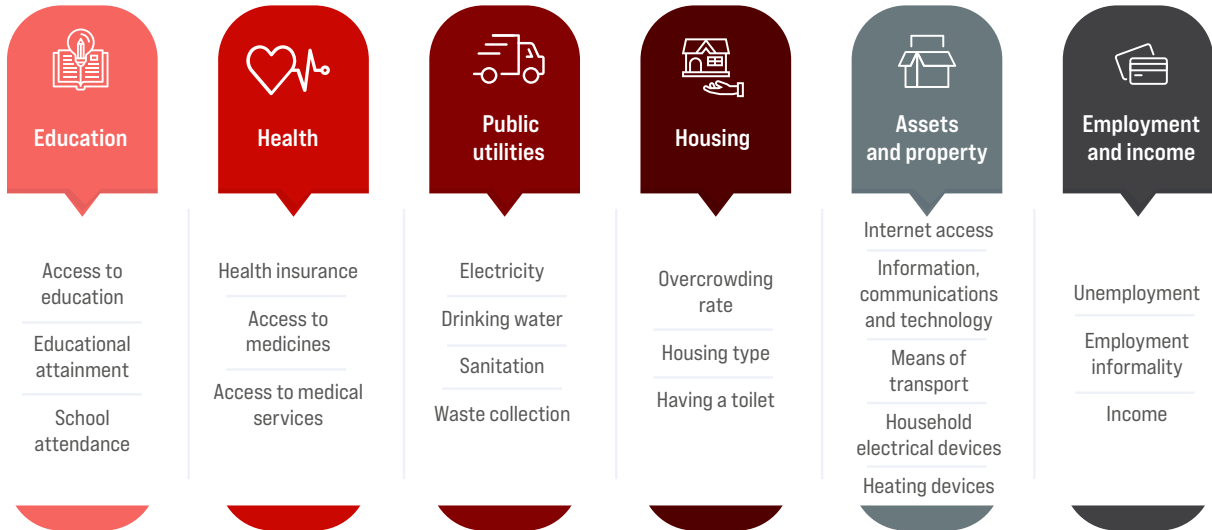 Education
Access to
education
Educational
attainment
School
attendance
Health
Health insurance
Access to
medicines
Access to medical
services
Public
utilities
Electricity
Drinking water
Sanitation
Waste collection
Housing
Overcrowding
rate
Housing type
Having a toilet
Assets
and property
Internet access
Information,
communications
and technology
Means of
transport
Household
electrical devices
Heating devices
Employment
and income
Unemployment
Employment
informality
Income